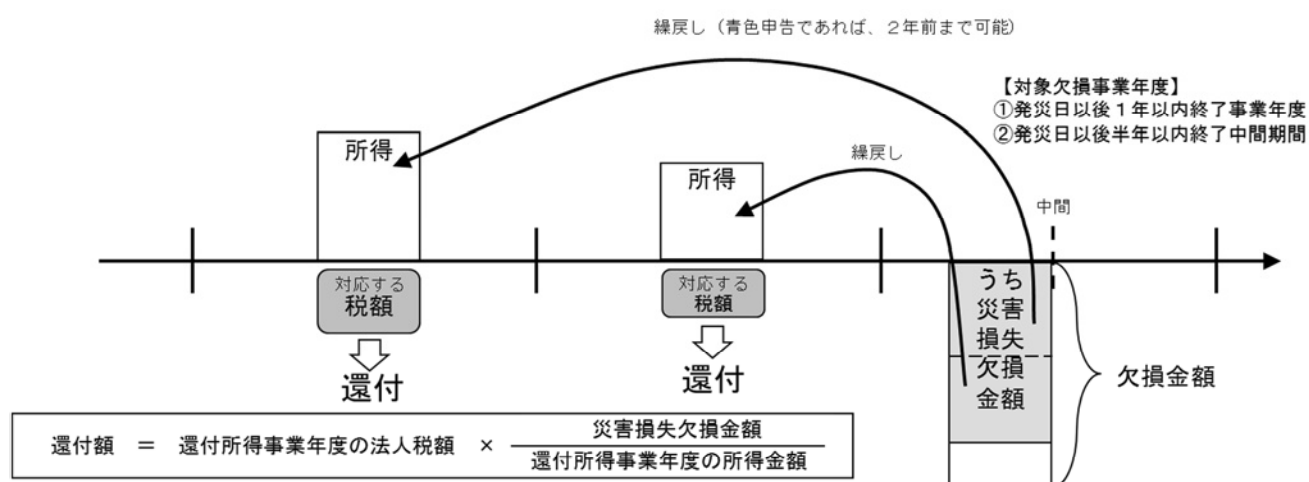 繰戻し（青色申告であれば、２年前まで可能）
【対象欠損事業年度】
①発災日以後１年以内終了事業年度
②発災日以後半年以内終了中間期間
所得
繰戻し
所得
中間
対応する
税額
還付
対応する
税額
還付
うち
災害
損失
欠損
金額
欠損金額
還付額 ＝ 還付所得事業年度の法人税額 × 災害損失欠損金額
還付所得事業年度の所得金額